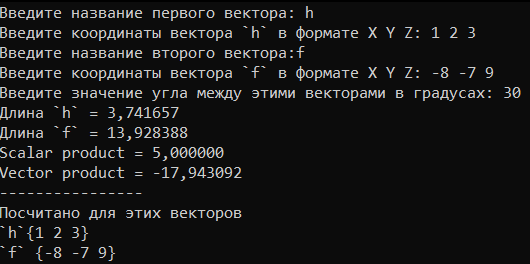 Введите название первого вектора: h
Введите координаты вектора `h` в формате X Y Z: 1 2 3
Введите название второго вектора:f
Введите координаты вектора `f` в формате X Y Z: -8 -7 9
Введите значение угла между этими векторами в градусах: 30
Длина `h` = 3,741657
Длина `f` = 13,928388
Scalar product = 5,000000
Vector product = -17,943092
----------------
Посчитано для этих векторов
`h`{1 2 3}
`f` {-8 -7 9}